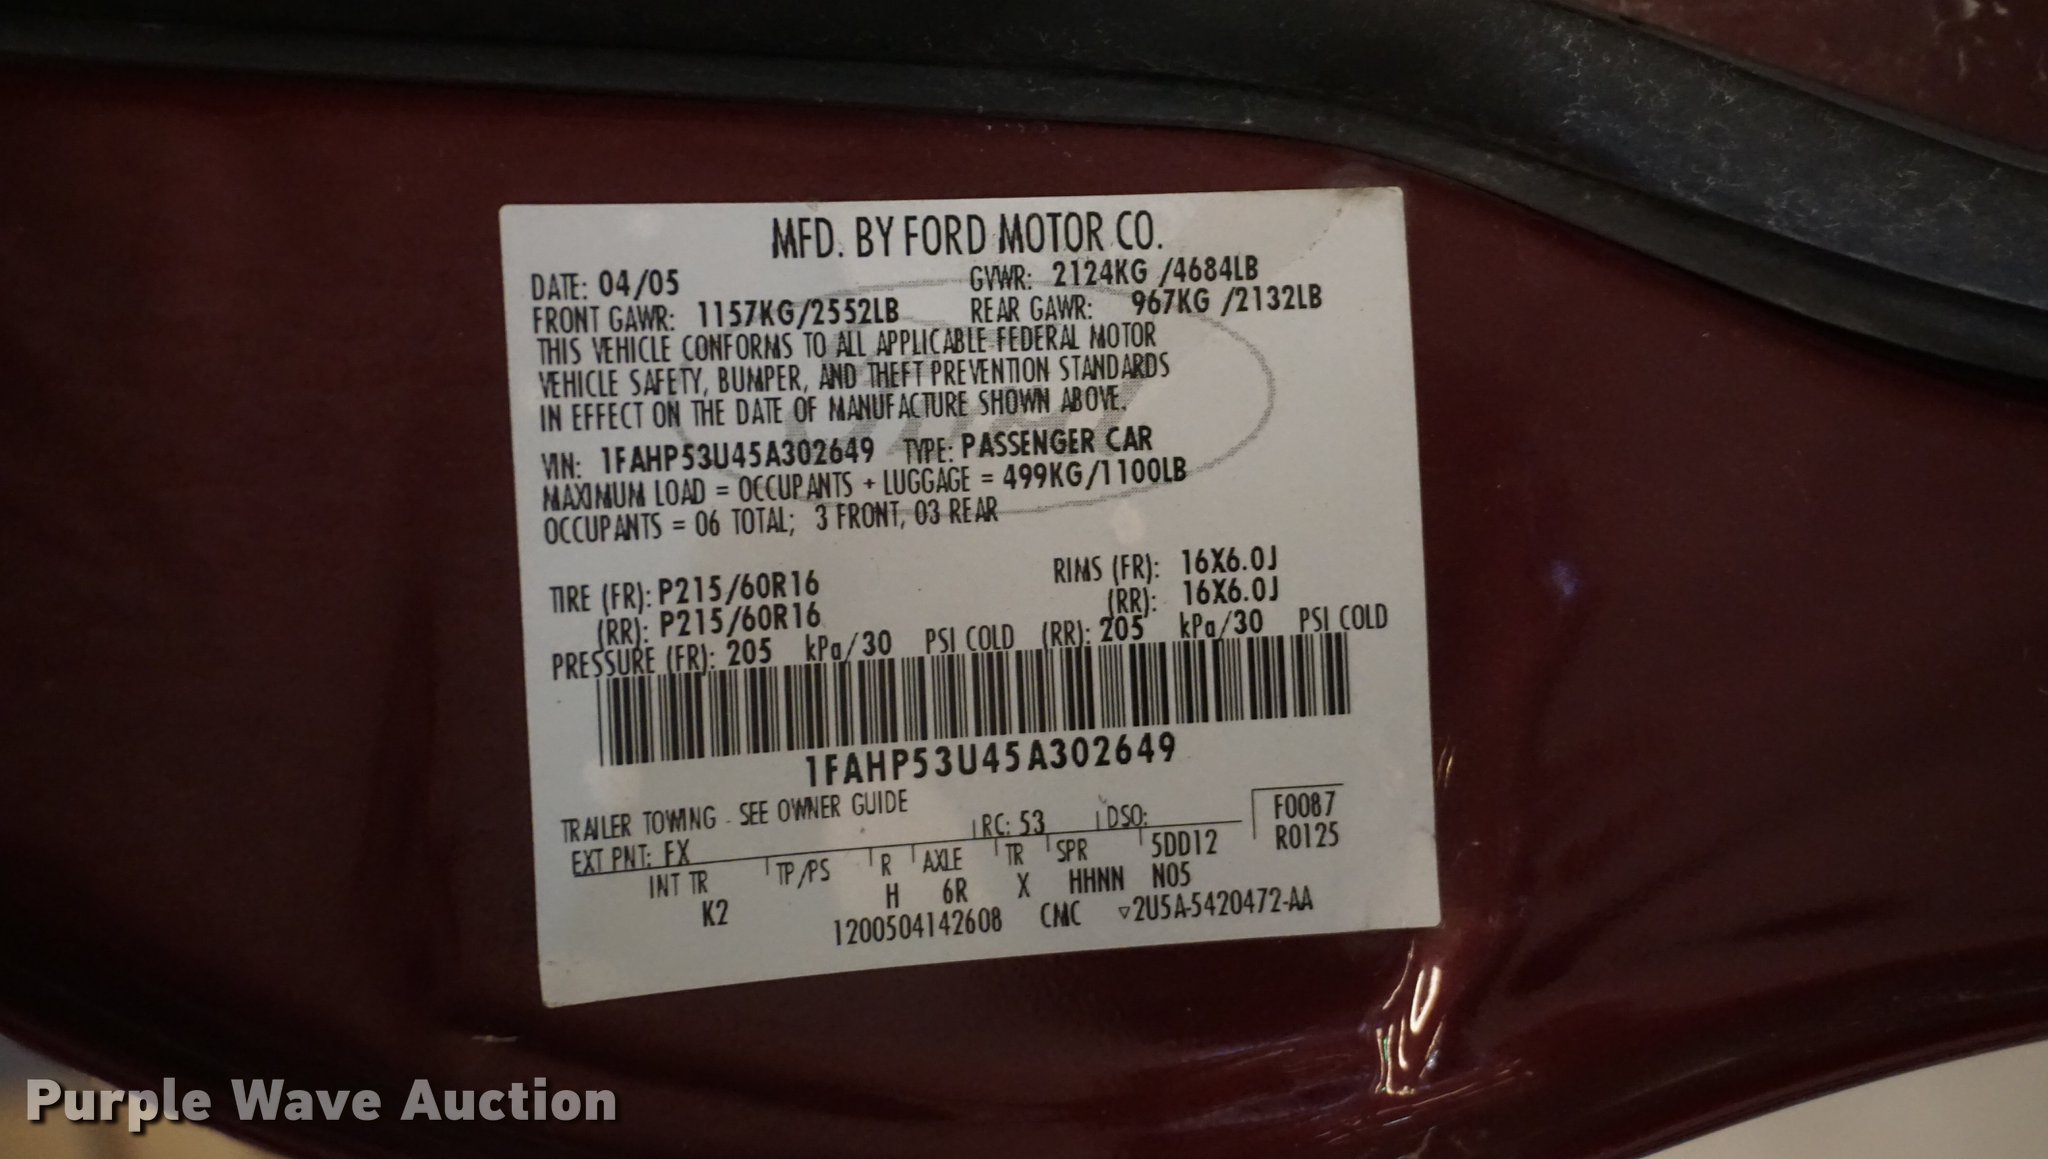 MFD. BY FORD MOTOR CO.
DATE: 04/05 GVWR: 2124KG /4684LB
FRONT GAWR: 1157KG/2552LB REAR GAWR: 967KG /2132LB
THIS VEHICLE CONFORMS TO ALL APPLICABLE FEDERAL MOTOR
VEHICLE SAFETY, BUMPER, AND THEFT PREVENTION STANDARDS
IN EFFECT ON THE DATE OF MANUFACTURE SHOWN ABOVE.
VIN: 1FAHP53U45A302649 TYPE: PASSENGER CAR
MAXIMUM LOAD = OCCUPANTS + LUGGAGE = 499KG/1100LB
OCCUPANTS = 06 TOTAL; 3 FRONT, 03 REAR
TIRE (FR): P215/60R16 RIMS (FR): 16X6.0J
(RR): P215/60R16 (RR): 16X6.0J
PRESSURE (FR): 205 kPa/30 PSI COLD (RR): 205 kPa/30 PSI COLD
1FAHP53U45A302649
TRAILER TOWING - SEE OWNER GUIDE
EXT PNT: FX RC: 53 DSO: F0087
INT TR TP/PS R AXLE TR SPR 5DD12 R0125
K2 H 6R X HHNN N05
1200504142608 CMC ▿2U5A-5420472-AA
Purple Wave Auction